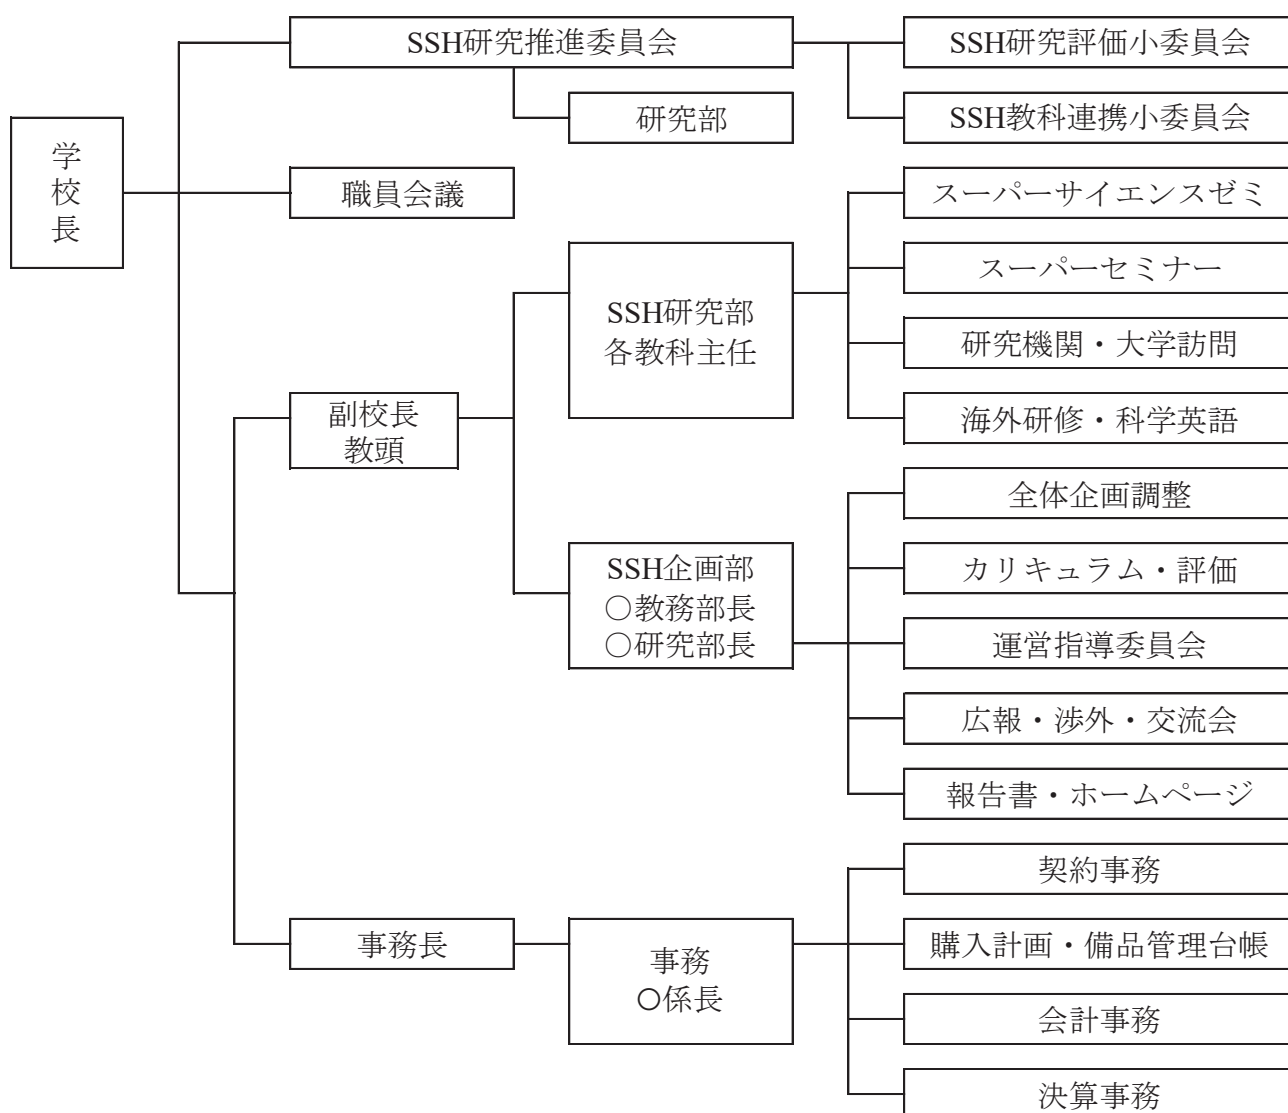 SSH研究推進委員会
SSH研究評価小委員会
研究部
SSH教科連携小委員会
学
校
長
職員会議
スーパーサイエンスゼミ
スーパーセミナー
SSH研究部
各教科主任
研究機関・大学訪問
海外研修・科学英語
副校長
教頭
全体企画調整
SSH企画部
○教務部長
○研究部長
カリキュラム・評価
運営指導委員会
広報・渉外・交流会
報告書・ホームページ
契約事務
事務長
事務
○係長
購入計画・備品管理台帳
会計事務
決算事務